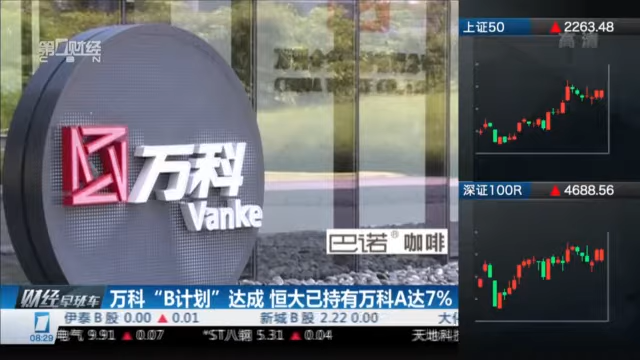 第一财经
CBN
上证50 ▲2263.48
高清
深证100R ▲4688.56
万科
Vanke
巴诺® 咖啡
财经早班车
万科“B计划”达成 恒大已持有万科A达7%
伊泰B股 0.00 ▲ 0.01 新城B股 2.22 0.00
08:29
电气 9.91 ▲ 0.07 *ST八钢 5.31 ▲ 0.04 天地科技